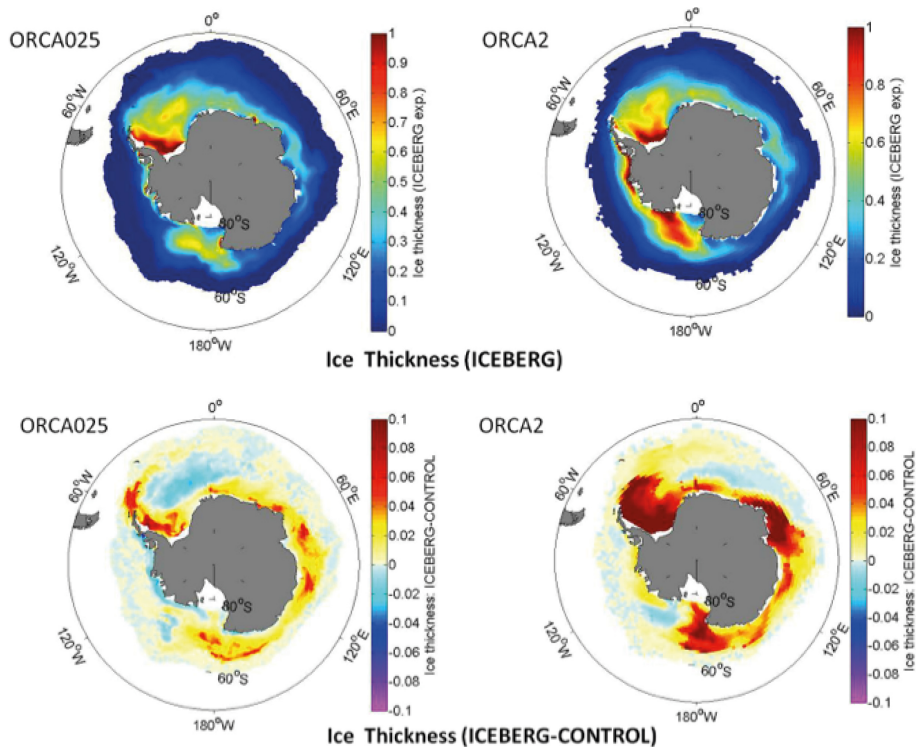 ORCA025
0°
60°W
60°E
120°W
120°E
180°W
80°S
60°S
1
0.9
0.8
0.7
0.6
0.5
0.4
0.3
0.2
0.1
0
Ice thickness (ICEBERG exp.)
ORCA2
0°
60°W
60°E
120°W
120°E
180°W
80°S
60°S
1
0.8
0.6
0.4
0.2
0
Ice thickness (ICEBERG exp.)
Ice Thickness (ICEBERG)
ORCA025
0°
60°W
60°E
120°W
120°E
180°W
80°S
60°S
0.1
0.08
0.06
0.04
0.02
0
-0.02
-0.04
-0.06
-0.08
-0.1
Ice thickness: ICEBERG-CONTROL
ORCA2
0°
60°W
60°E
120°W
120°E
180°W
80°S
60°S
0.1
0.08
0.06
0.04
0.02
0
-0.02
-0.04
-0.06
-0.08
-0.1
Ice thickness: ICEBERG-CONTROL
Ice Thickness (ICEBERG-CONTROL)